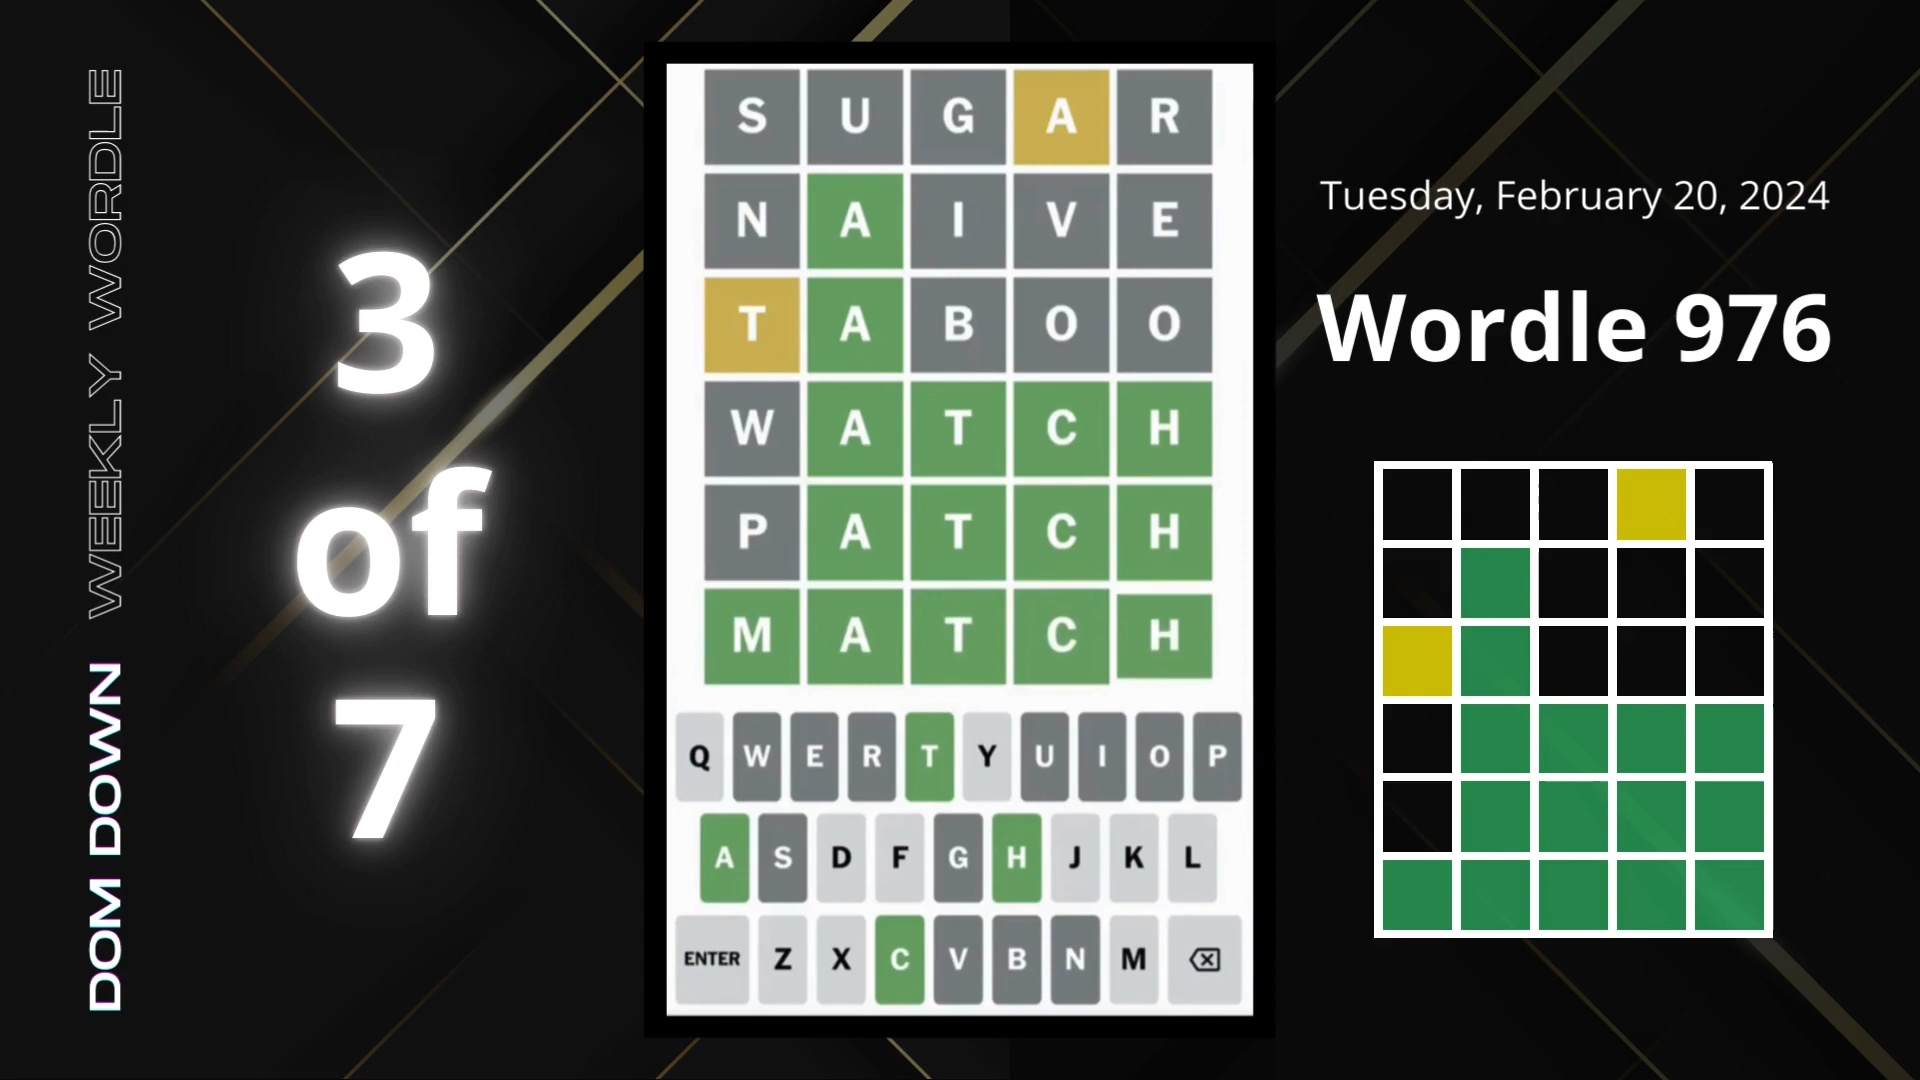 DOM DOWN WEEKLY WORDLE
3
of
7
S U G A R
N A I V E
T A B O O
W A T C H
P A T C H
M A T C H
Q W E R T Y U I O P
A S D F G H J K L
ENTER Z X C V B N M
Tuesday, February 20, 2024
Wordle 976